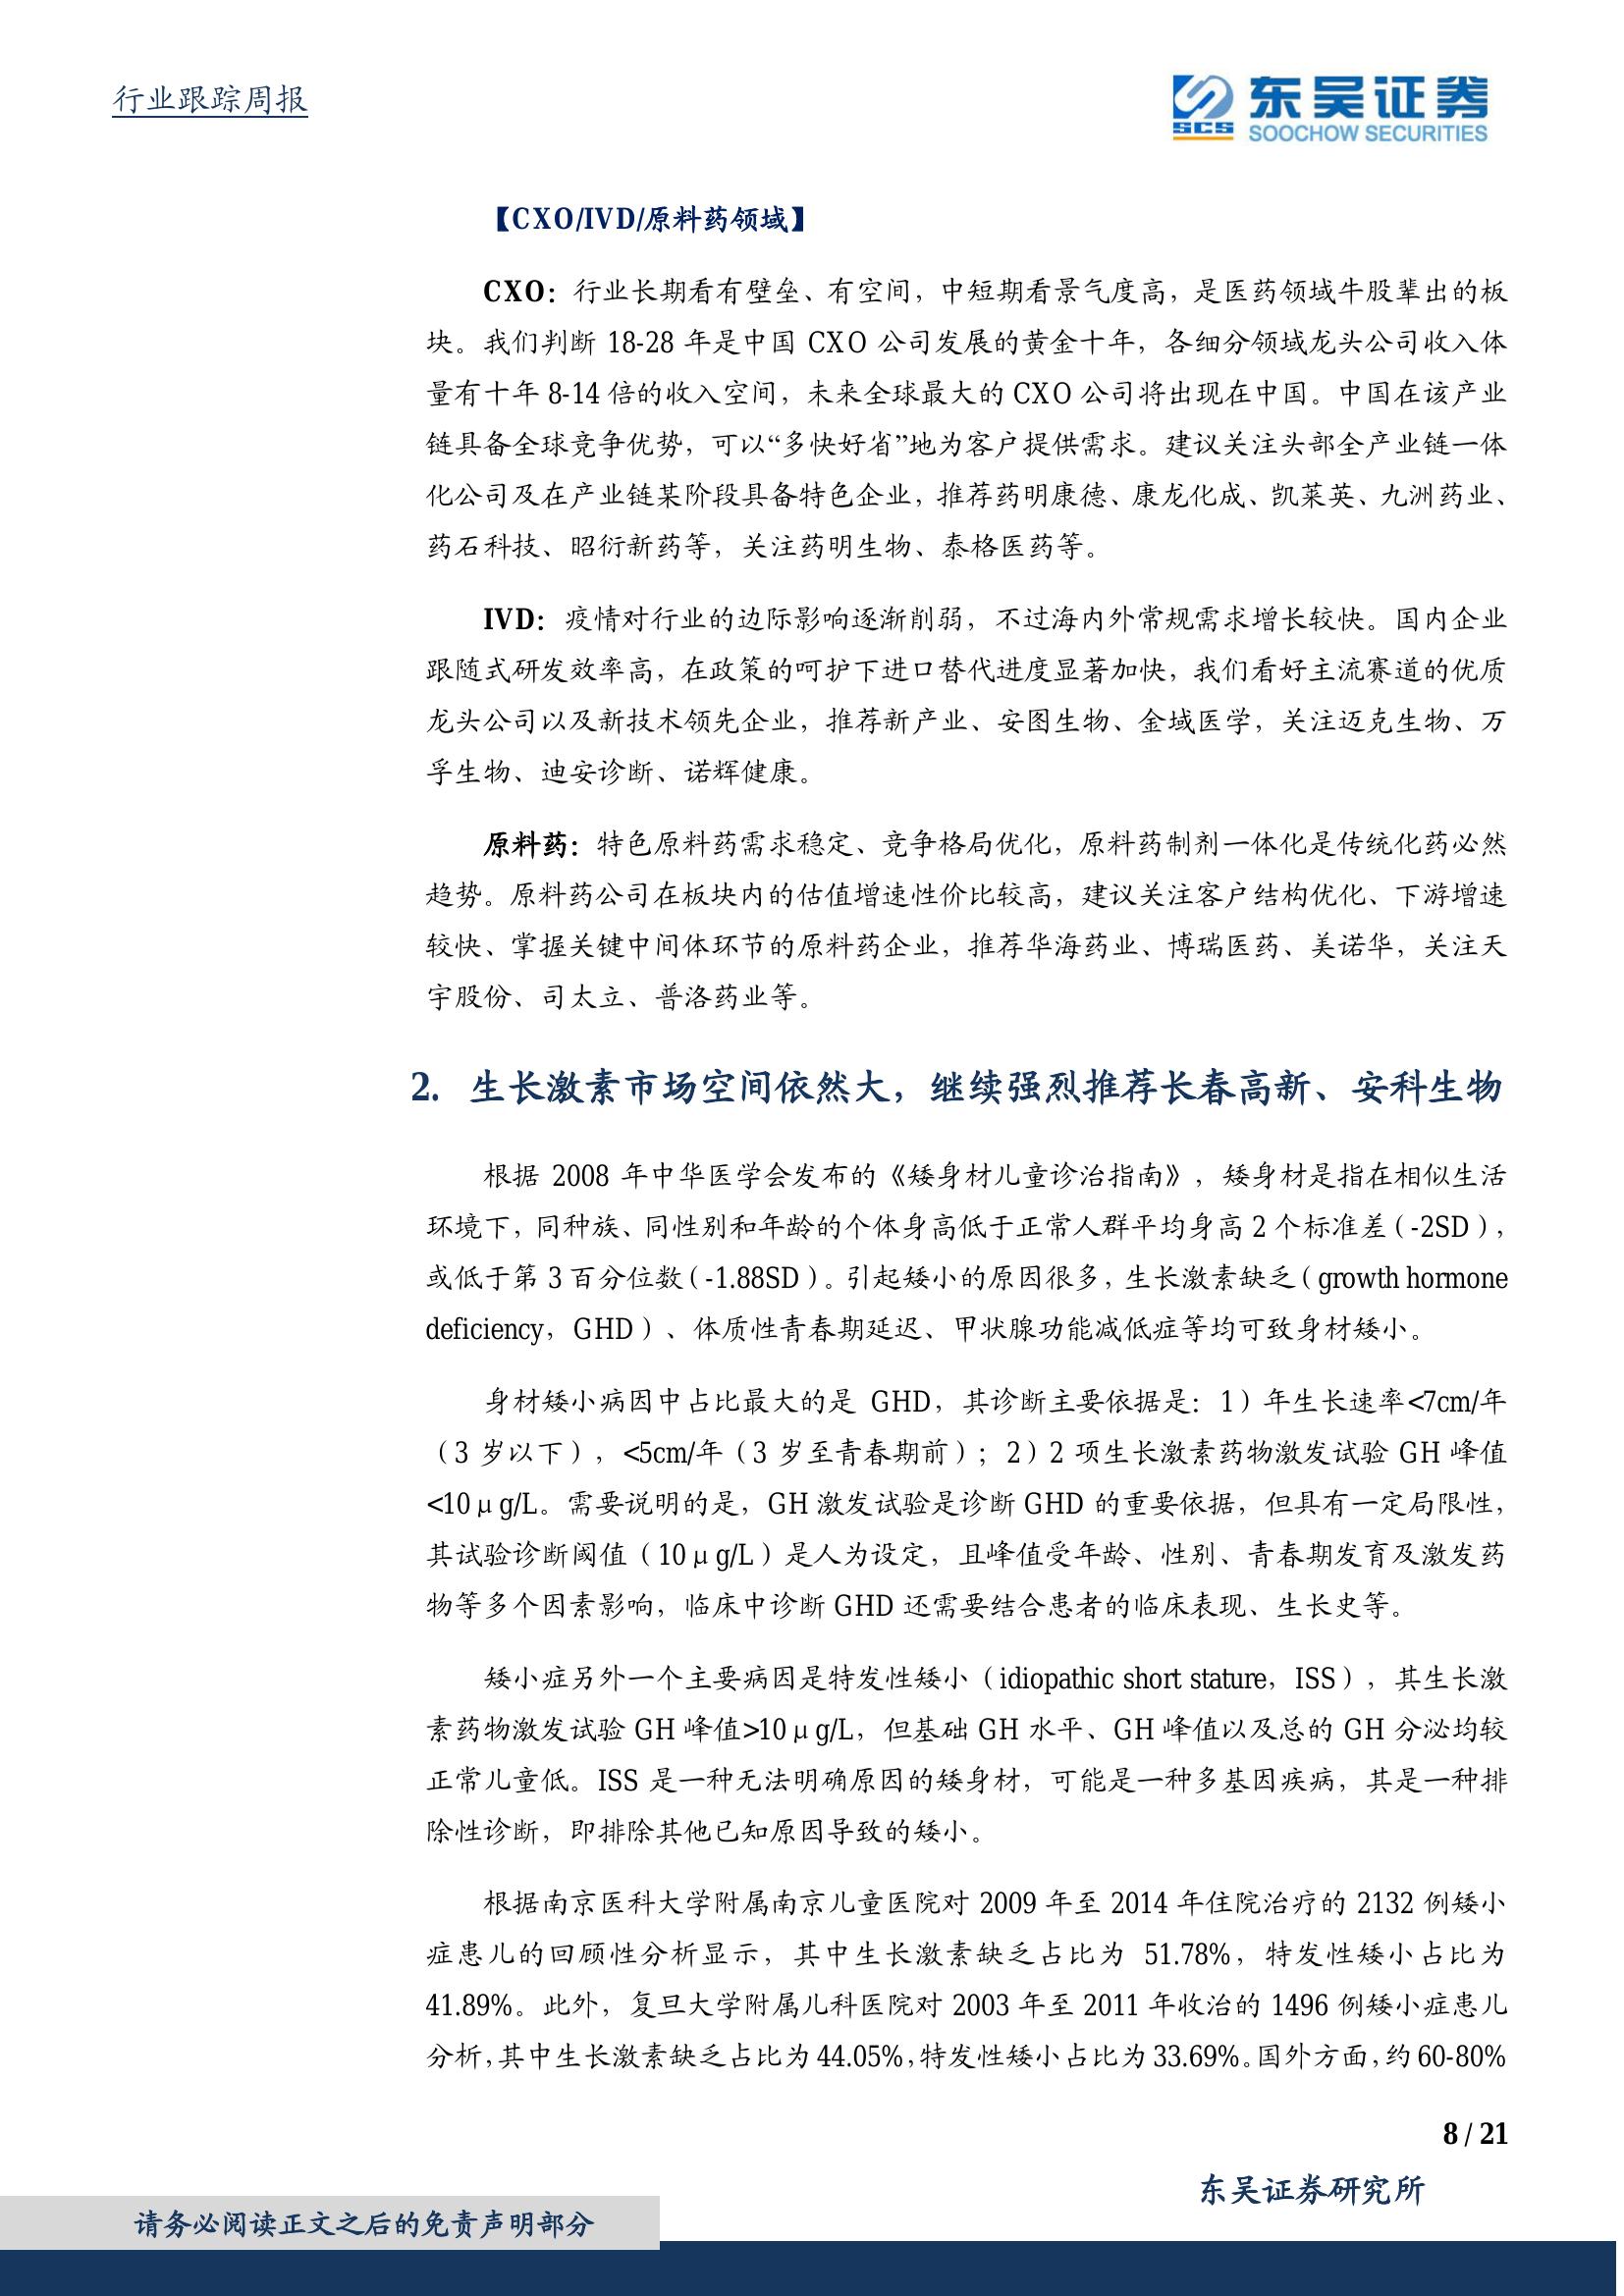 行业跟踪周报
SCS
东吴证券
SOOCHOW SECURITIES
【CXO/IVD/原料药领域】
CXO：行业长期看有壁垒、有空间，中短期看景气度高，是医药领域牛股辈出的板
块。我们判断 18-28 年是中国 CXO 公司发展的黄金十年，各细分领域龙头公司收入体
量有十年 8-14 倍的收入空间，未来全球最大的 CXO 公司将出现在中国。中国在该产业
链具备全球竞争优势，可以“多快好省”地为客户提供需求。建议关注头部全产业链一体
化公司及在产业链某阶段具备特色企业，推荐药明康德、康龙化成、凯莱英、九洲药业、
药石科技、昭衍新药等，关注药明生物、泰格医药等。
IVD：疫情对行业的边际影响逐渐削弱，不过海内外常规需求增长较快。国内企业
跟随式研发效率高，在政策的呵护下进口替代进度显著加快，我们看好主流赛道的优质
龙头公司以及新技术领先企业，推荐新产业、安图生物、金域医学，关注迈克生物、万
孚生物、迪安诊断、诺辉健康。
原料药：特色原料药需求稳定、竞争格局优化，原料药制剂一体化是传统化药必然
趋势。原料药公司在板块内的估值增速性价比较高，建议关注客户结构优化、下游增速
较快、掌握关键中间体环节的原料药企业，推荐华海药业、博瑞医药、美诺华，关注天
宇股份、司太立、普洛药业等。
2. 生长激素市场空间依然大，继续强烈推荐长春高新、安科生物
根据 2008 年中华医学会发布的《矮身材儿童诊治指南》，矮身材是指在相似生活
环境下，同种族、同性别和年龄的个体身高低于正常人群平均身高 2 个标准差（-2SD），
或低于第 3 百分位数（-1.88SD）。引起矮小的原因很多，生长激素缺乏（growth hormone
deficiency，GHD）、体质性青春期延迟、甲状腺功能减低症等均可致身材矮小。
身材矮小病因中占比最大的是 GHD，其诊断主要依据是：1）年生长速率<7cm/年
（3 岁以下），<5cm/年（3 岁至青春期前）；2）2 项生长激素药物激发试验 GH 峰值
<10μg/L。需要说明的是，GH 激发试验是诊断 GHD 的重要依据，但具有一定局限性，
其试验诊断阈值（10μg/L）是人为设定，且峰值受年龄、性别、青春期发育及激发药
物等多个因素影响，临床中诊断 GHD 还需要结合患者的临床表现、生长史等。
矮小症另外一个主要病因是特发性矮小（idiopathic short stature，ISS），其生长激
素药物激发试验 GH 峰值>10μg/L，但基础 GH 水平、GH 峰值以及总的 GH 分泌均较
正常儿童低。ISS 是一种无法明确原因的矮身材，可能是一种多基因疾病，其是一种排
除性诊断，即排除其他已知原因导致的矮小。
根据南京医科大学附属南京儿童医院对 2009 年至 2014 年住院治疗的 2132 例矮小
症患儿的回顾性分析显示，其中生长激素缺乏占比为 51.78%，特发性矮小占比为
41.89%。此外，复旦大学附属儿科医院对 2003 年至 2011 年收治的 1496 例矮小症患儿
分析，其中生长激素缺乏占比为 44.05%，特发性矮小占比为 33.69%。国外方面，约 60-80%
8 / 21
东吴证券研究所
请务必阅读正文之后的免责声明部分